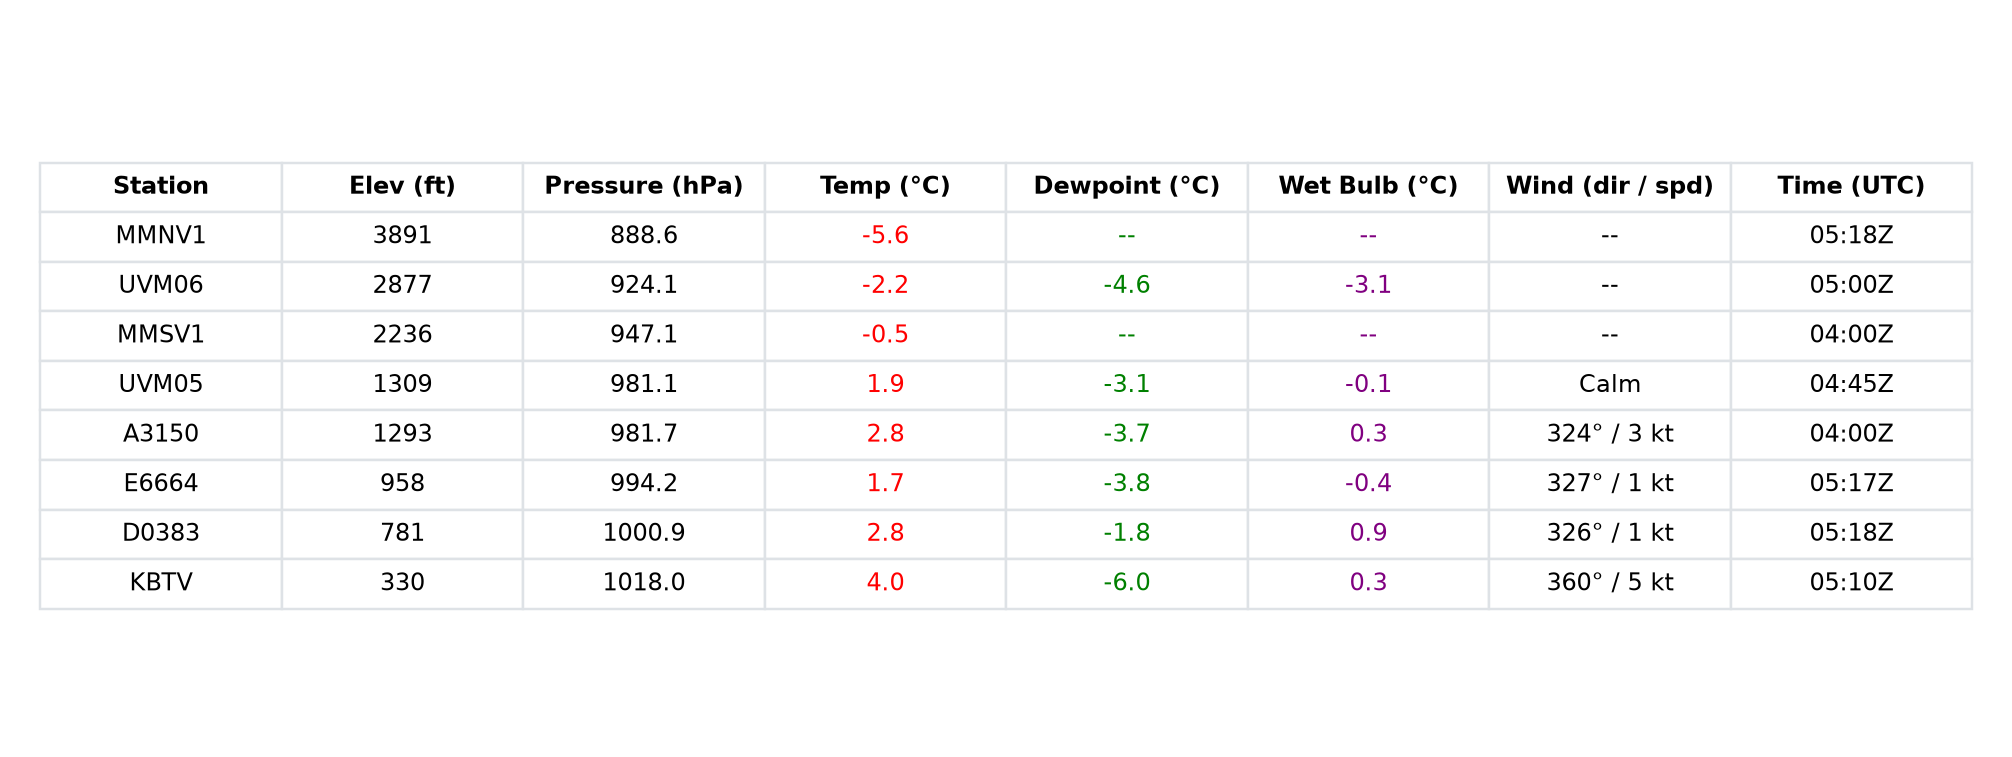 Station Elev (ft) Pressure (hPa) Temp (°C) Dewpoint (°C) Wet Bulb (°C) Wind (dir / spd) Time (UTC)
MMNV1 3891 888.6 -5.6 -- -- -- 05:18Z
UVM06 2877 924.1 -2.2 -4.6 -3.1 -- 05:00Z
MMSV1 2236 947.1 -0.5 -- -- -- 04:00Z
UVM05 1309 981.1 1.9 -3.1 -0.1 Calm 04:45Z
A3150 1293 981.7 2.8 -3.7 0.3 324° / 3 kt 04:00Z
E6664 958 994.2 1.7 -3.8 -0.4 327° / 1 kt 05:17Z
D0383 781 1000.9 2.8 -1.8 0.9 326° / 1 kt 05:18Z
KBTV 330 1018.0 4.0 -6.0 0.3 360° / 5 kt 05:10Z